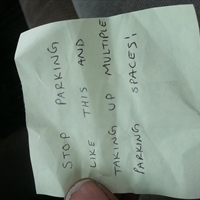 STOP PARKING
LIKE THIS AND
TAKING UP MULTIPLE
PARKING SPACES!